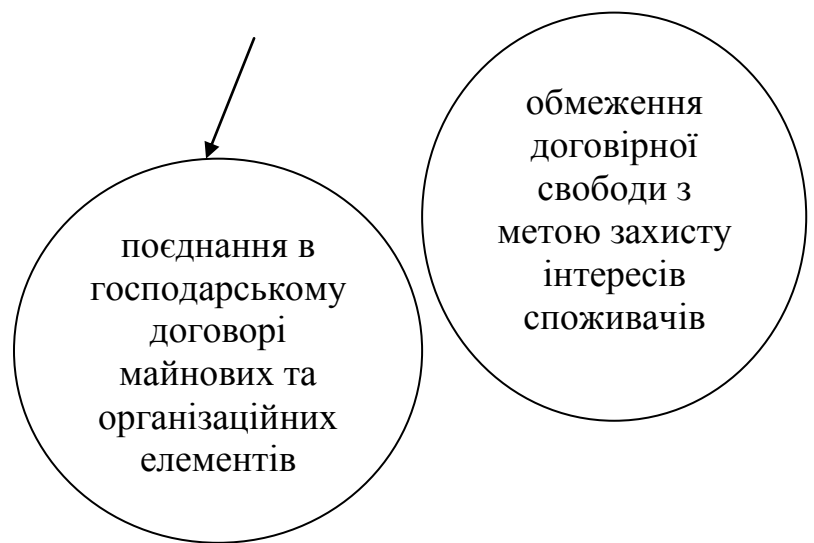 поєднання в
господарському
договорі
майнових та
організаційних
елементів
обмеження
договірної
свободи з
метою захисту
інтересів
споживачів